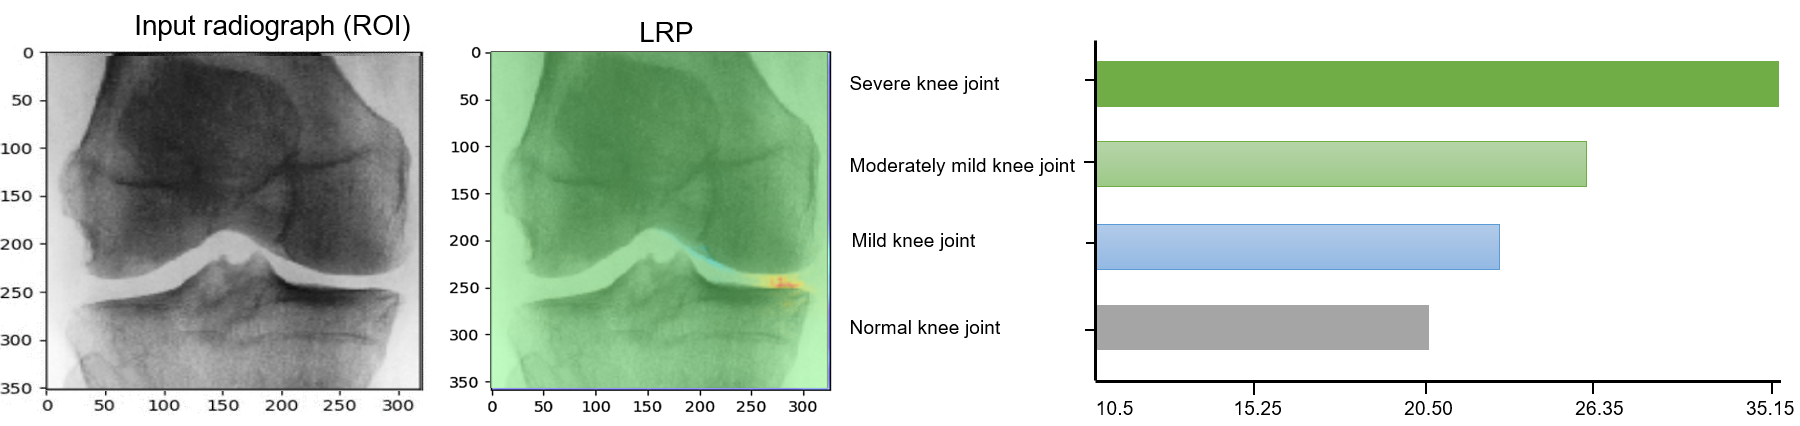 Input radiograph (ROI)
0
50
100
150
200
250
300
350
0 50 100 150 200 250 300
LRP
0
50
100
150
200
250
300
350
0 50 100 150 200 250 300
Severe knee joint
Moderately mild knee joint
Mild knee joint
Normal knee joint
10.5 15.25 20.50 26.35 35.15